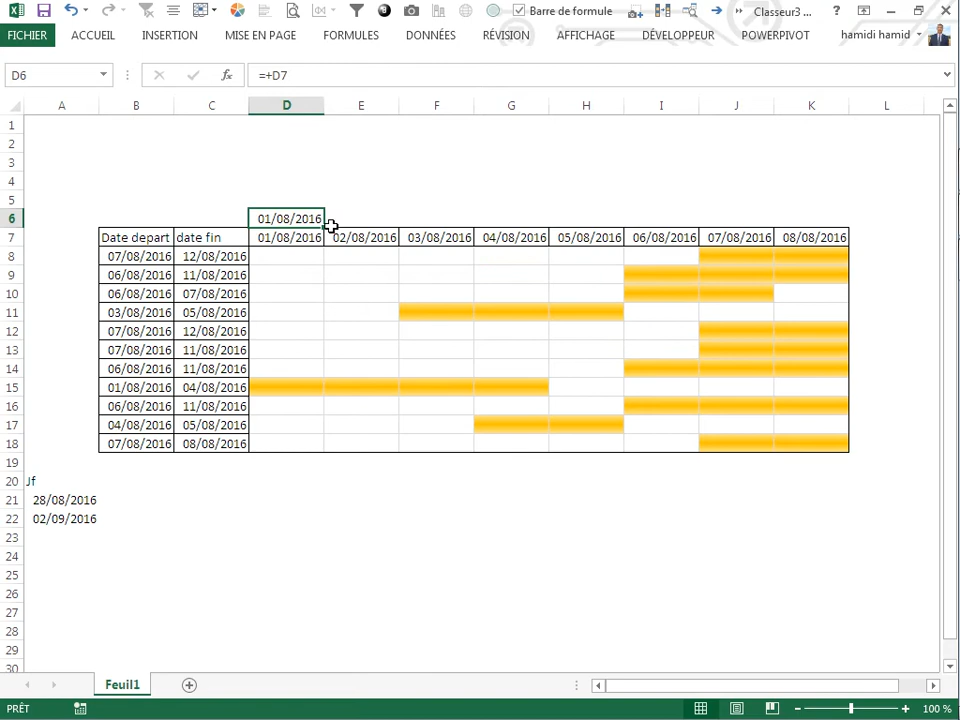 Barre de formule
Classeur3 ...
?
FICHIER ACCUEIL INSERTION MISE EN PAGE FORMULES DONNÉES RÉVISION AFFICHAGE DÉVELOPPEUR POWERPIVOT hamidi hamid
D6 fx =+D7
A B C D E F G H I J K L
1
2
3
4
5
6 01/08/2016
7 Date depart date fin 01/08/2016 02/08/2016 03/08/2016 04/08/2016 05/08/2016 06/08/2016 07/08/2016 08/08/2016
8 07/08/2016 12/08/2016
9 06/08/2016 11/08/2016
10 06/08/2016 07/08/2016
11 03/08/2016 05/08/2016
12 07/08/2016 12/08/2016
13 07/08/2016 11/08/2016
14 06/08/2016 11/08/2016
15 01/08/2016 04/08/2016
16 06/08/2016 11/08/2016
17 04/08/2016 05/08/2016
18 07/08/2016 08/08/2016
19
20 Jf
21 28/08/2016
22 02/09/2016
23
24
25
26
27
28
29
30
Feuil1
PRÊT 100 %